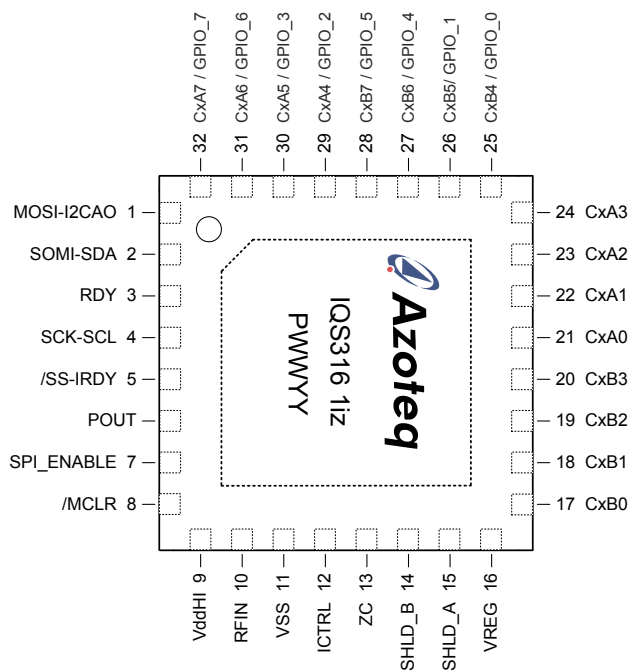 32 CxA7 / GPIO_7
31 CxA6 / GPIO_6
30 CxA5 / GPIO_3
29 CxA4 / GPIO_2
28 CxB7 / GPIO_5
27 CxB6 / GPIO_4
26 CxB5/ GPIO_1
25 CxB4 / GPIO_0
MOSI-I2CAO 1
SOMI-SDA 2
RDY 3
SCK-SCL 4
/SS-IRDY 5
POUT
SPI_ENABLE 7
/MCLR 8
Azoteq
IQS316 1iz
PWWYY
24 CxA3
23 CxA2
22 CxA1
21 CxA0
20 CxB3
19 CxB2
18 CxB1
17 CxB0
VddHI 9
RFIN 10
VSS 11
ICTRL 12
ZC 13
SHLD_B 14
SHLD_A 15
VREG 16